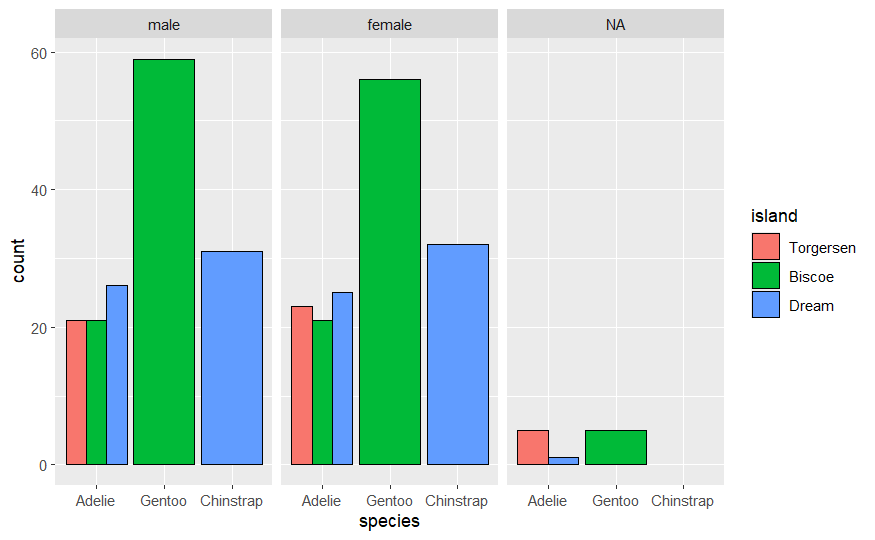 male female NA
60
40
20
0
count
Adelie Gentoo Chinstrap Adelie Gentoo Chinstrap Adelie Gentoo Chinstrap
species
island
Torgersen
Biscoe
Dream